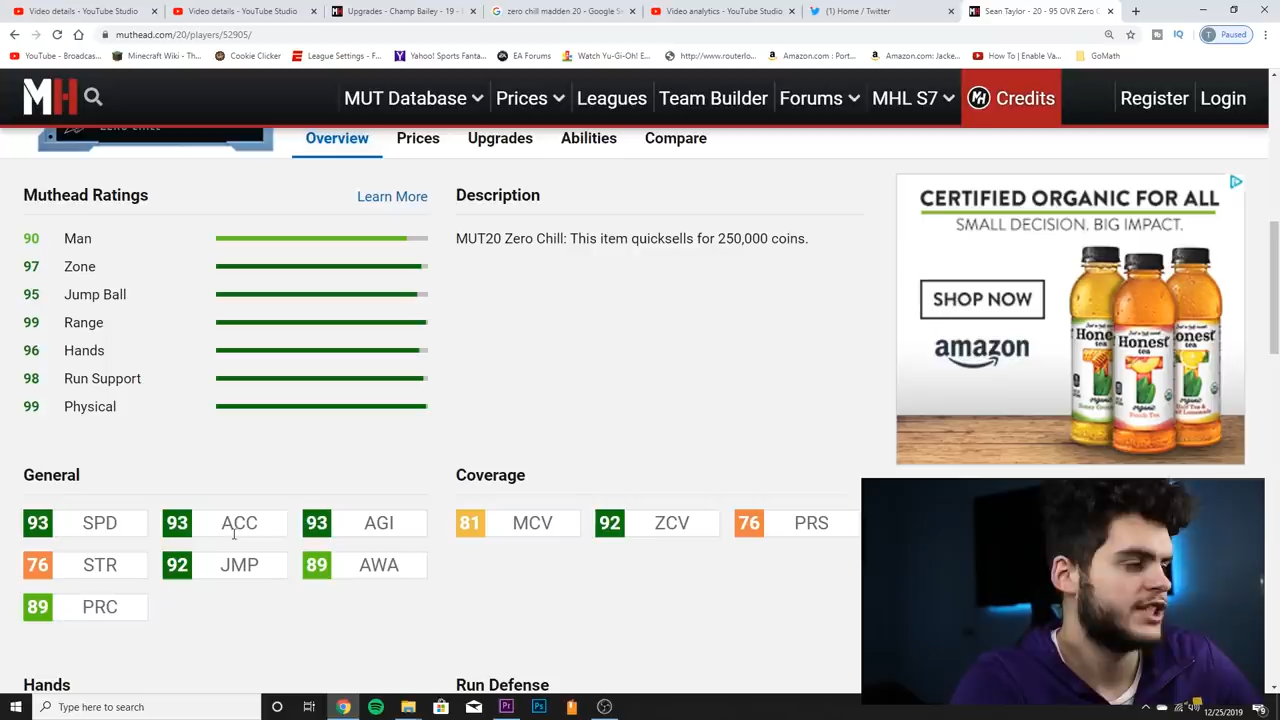 Video details - YouTube Studio
Video details - YouTube Studio
Upgrades - Champ Bailey - 19 -
zero chill madden 20 - Google S
Video analytics - YouTube Studio
(1) Home / Twitter
Sean Taylor - 20 - 95 OVR Zero C
muthead.com/20/players/52905/
Paused
YouTube - Broadcas...
Minecraft Wiki - Th...
Cookie Clicker
League Settings - F...
Yahoo! Sports Fanta...
EA Forums
Watch Yu-Gi-Oh! E...
http://www.routerlo...
Amazon.com : Port...
Amazon.com: Jacke...
How To | Enable Va...
GoMath
MH
MUT Database
Prices
Leagues
Team Builder
Forums
MHL S7
Credits
Register
Login
Overview
Prices
Upgrades
Abilities
Compare
Muthead Ratings
Learn More
90 Man
97 Zone
95 Jump Ball
99 Range
96 Hands
98 Run Support
99 Physical
Description
MUT20 Zero Chill: This item quicksells for 250,000 coins.
CERTIFIED ORGANIC FOR ALL
SMALL DECISION. BIG IMPACT.
SHOP NOW
amazon
Honest tea
Honest tea
Honest tea
General
93 SPD
93 ACC
93 AGI
76 STR
92 JMP
89 AWA
89 PRC
Coverage
81 MCV
92 ZCV
76 PRS
Hands
Run Defense
Type here to search
12/25/2019